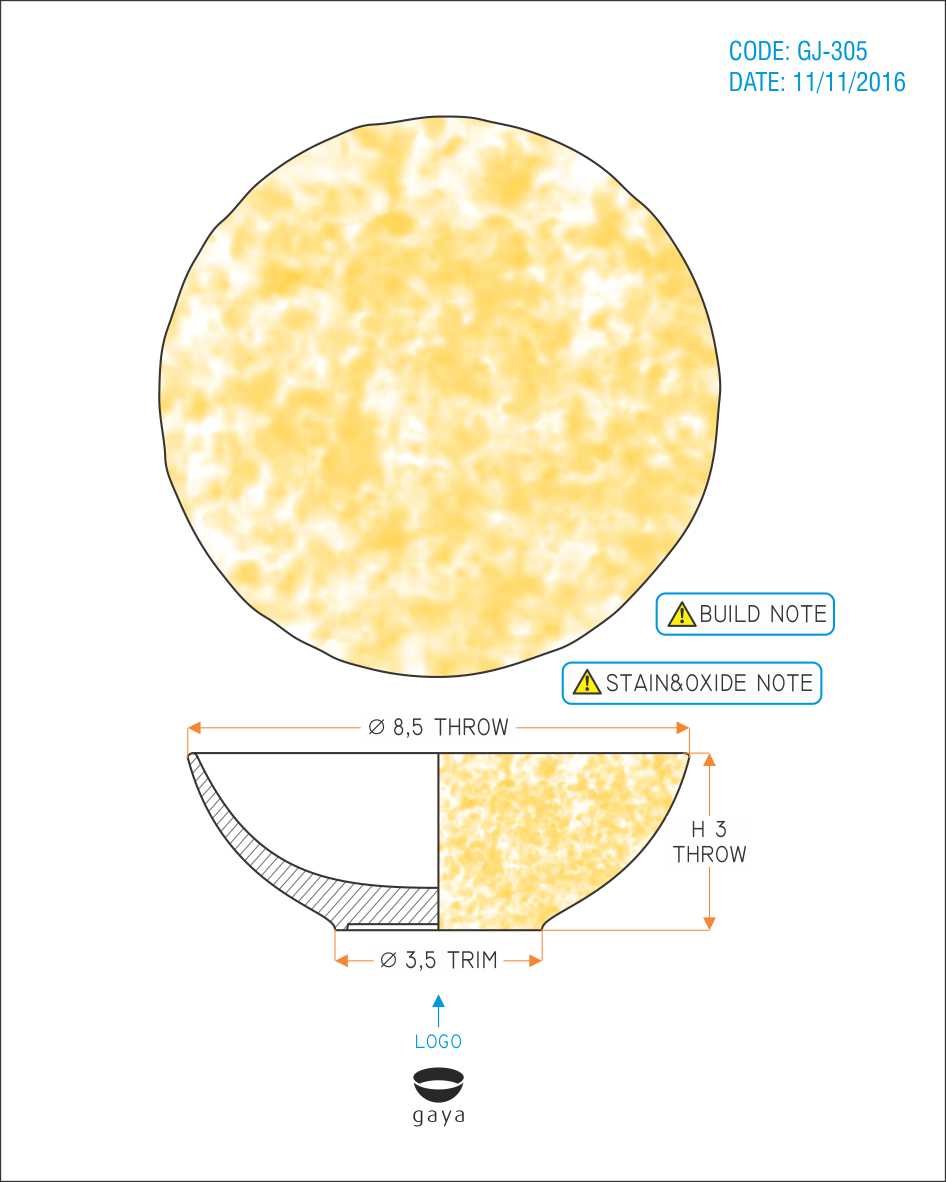 CODE: GJ-305
DATE: 11/11/2016
BUILD NOTE
STAIN&OXIDE NOTE
Ø 8,5 THROW
H 3
THROW
Ø 3,5 TRIM
LOGO
gaya